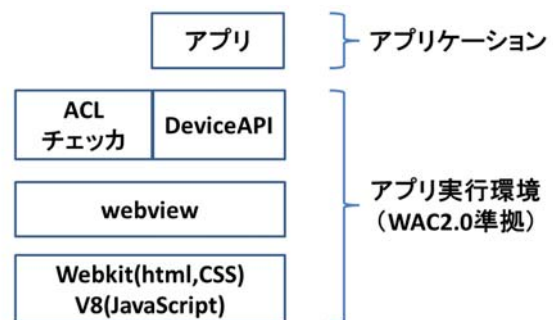 アプリ
アプリケーション
ACL
チェッカ
DeviceAPI
webview
アプリ実行環境
（WAC2.0準拠）
Webkit(html,CSS)
V8(JavaScript)